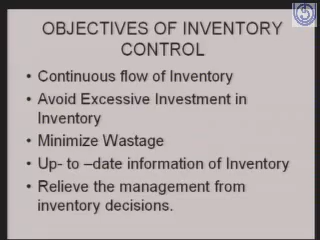 OBJECTIVES OF INVENTORY
CONTROL
• Continuous flow of Inventory
• Avoid Excessive Investment in
Inventory
• Minimize Wastage
• Up- to –date information of Inventory
• Relieve the management from
inventory decisions.